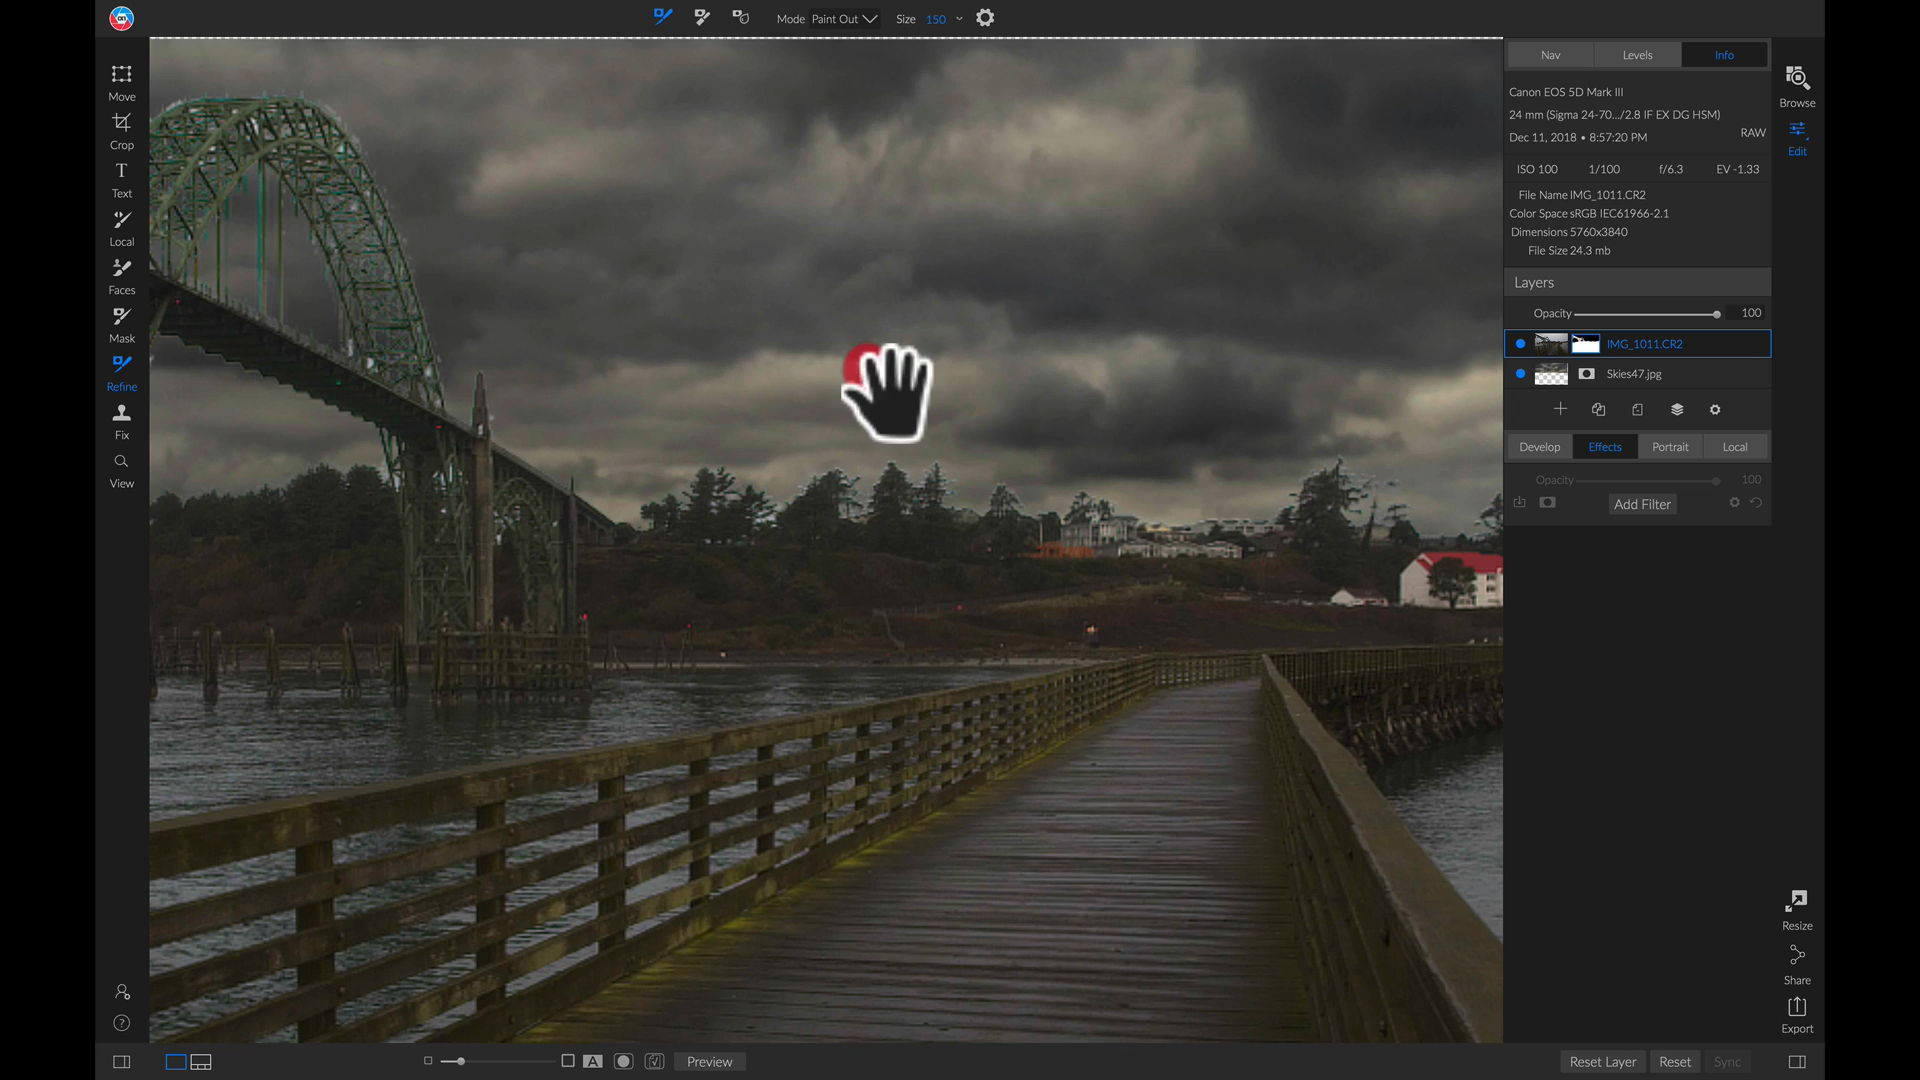 Mode Paint Out Size 150
Move
Crop
Text
Local
Faces
Mask
Refine
Fix
View
Nav Levels Info
Canon EOS 5D Mark III
24 mm (Sigma 24-70.../2.8 IF EX DG HSM)
Dec 11, 2018 • 8:57:20 PM RAW
ISO 100 1/100 f/6.3 EV -1.33
File Name IMG_1011.CR2
Color Space sRGB IEC61966-2.1
Dimensions 5760x3840
File Size 24.3 mb
Layers
Opacity 100
IMG_1011.CR2
Skies47.jpg
Develop Effects Portrait Local
Opacity 100
Add Filter
Browse
Edit
Resize
Share
Export
A Preview
Reset Layer Reset Sync